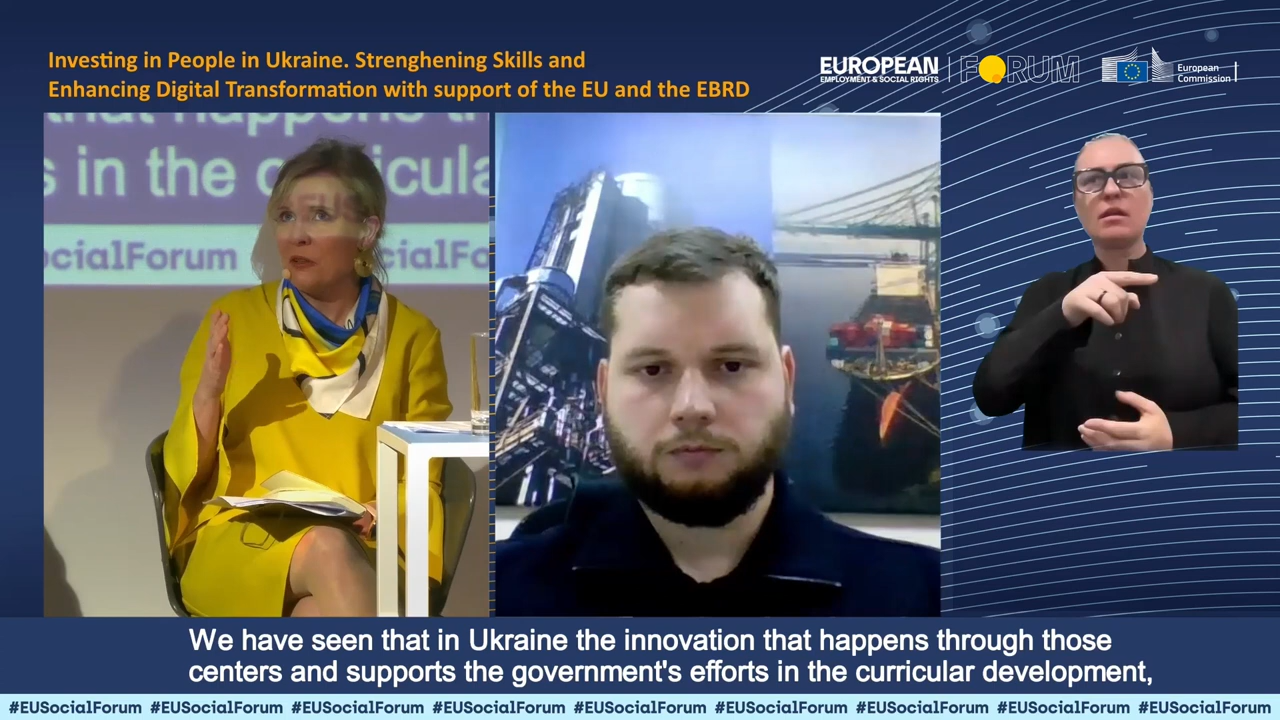 Investing in People in Ukraine. Strenghening Skills and
Enhancing Digital Transformation with support of the EU and the EBRD
EUROPEAN
EMPLOYMENT & SOCIAL RIGHTS
FORUM
European
Commission
that happens
s in the curricula
ocialForum cialFo
We have seen that in Ukraine the innovation that happens through those
centers and supports the government's efforts in the curricular development,
#EUSocialForum #EUSocialForum #EUSocialForum #EUSocialForum #EUSocialForum #EUSocialForum #EUSocialForum #EUSocialForum #EUSocialForum